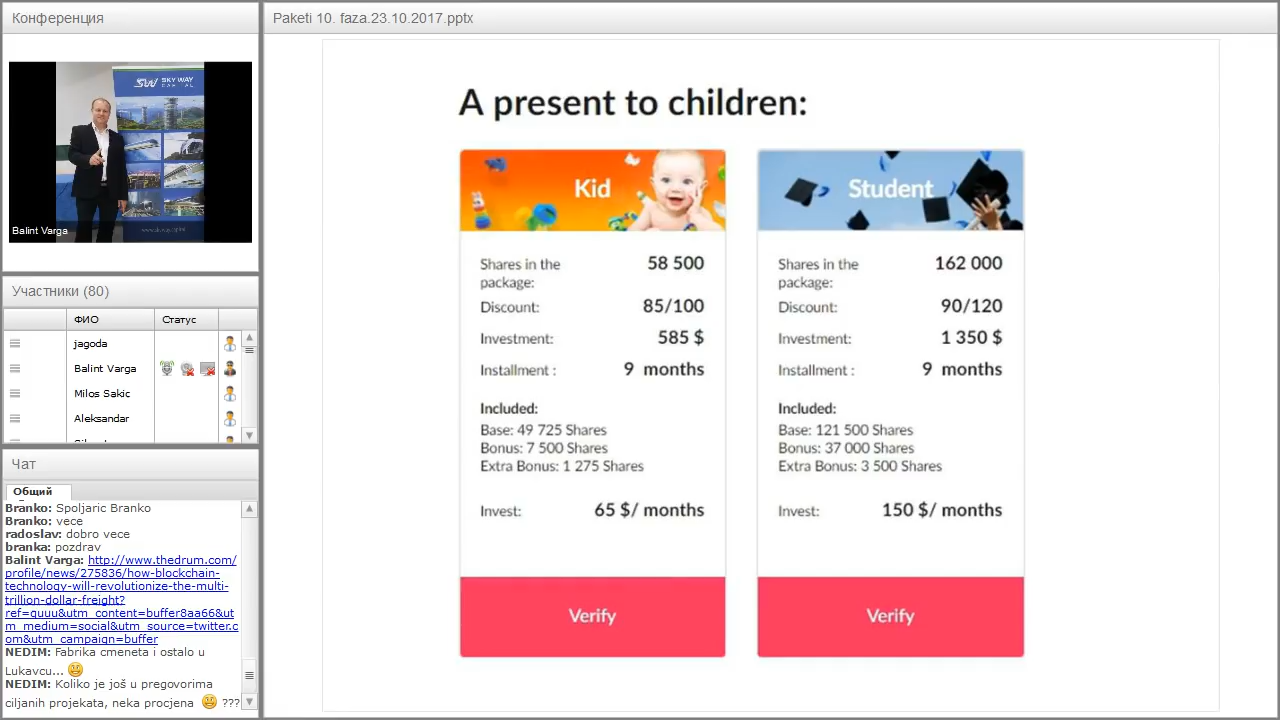 Конференция
SW SKY WAY
CAPITAL
Balint Varga
Участники (80)
ФИО
Статус
jagoda
Balint Varga
Milos Sakic
Aleksandar
Чат
Общий
Branko: Spoljaric Branko
Branko: vece
radoslav: dobro vece
branka: pozdrav
Balint Varga: http://www.thedrum.com/
profile/news/275836/how-blockchain-
technology-will-revolutionize-the-multi-
trillion-dollar-freight?
ref=quuu&utm_content=buffer8aa66&ut
m_medium=social&utm_source=twitter.c
om&utm_campaign=buffer
NEDIM: Fabrika cmeneta i ostalo u
Lukavcu...
NEDIM: Koliko je još u pregovorima
ciljanih projekata, neka procjena ???
Paketi 10. faza.23.10.2017.pptx
A present to children:
Kid
Shares in the
package: 58 500
Discount: 85/100
Investment: 585 $
Installment : 9 months
Included:
Base: 49 725 Shares
Bonus: 7 500 Shares
Extra Bonus: 1 275 Shares
Invest: 65 $/ months
Verify
Student
Shares in the
package: 162 000
Discount: 90/120
Investment: 1 350 $
Installment : 9 months
Included:
Base: 121 500 Shares
Bonus: 37 000 Shares
Extra Bonus: 3 500 Shares
Invest: 150 $/ months
Verify